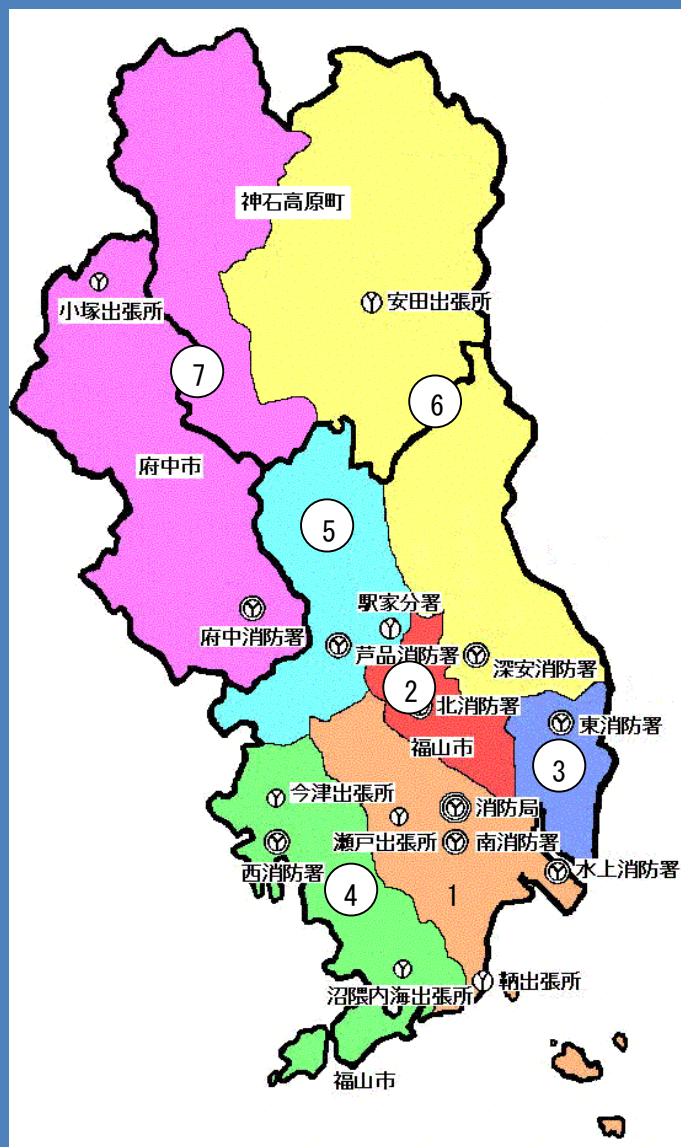 神石高原町
小塚出張所
安田出張所
7
6
府中市
5
駅家分署
府中消防署
芦品消防署
深安消防署
2
北消防署
東消防署
福山市
3
今津出張所
消防局
瀬戸出張所
南消防署
西消防署
水上消防署
4
1
沼隈内海出張所
鞆出張所
福山市